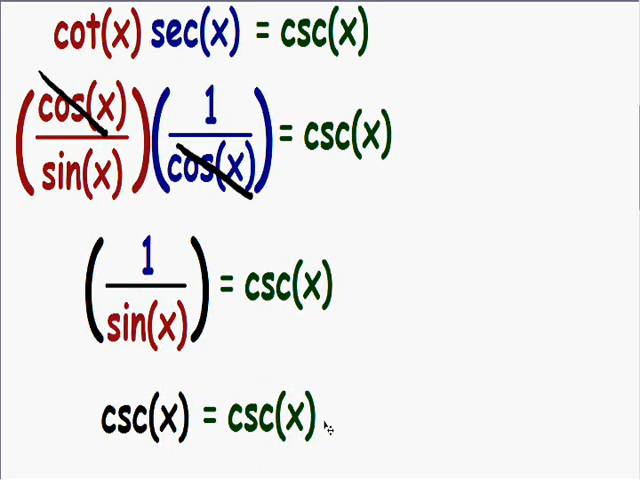 cot(x) sec(x) = csc(x)
(cos(x)/sin(x)) (1/cos(x)) = csc(x)
(1/sin(x)) = csc(x)
csc(x) = csc(x)